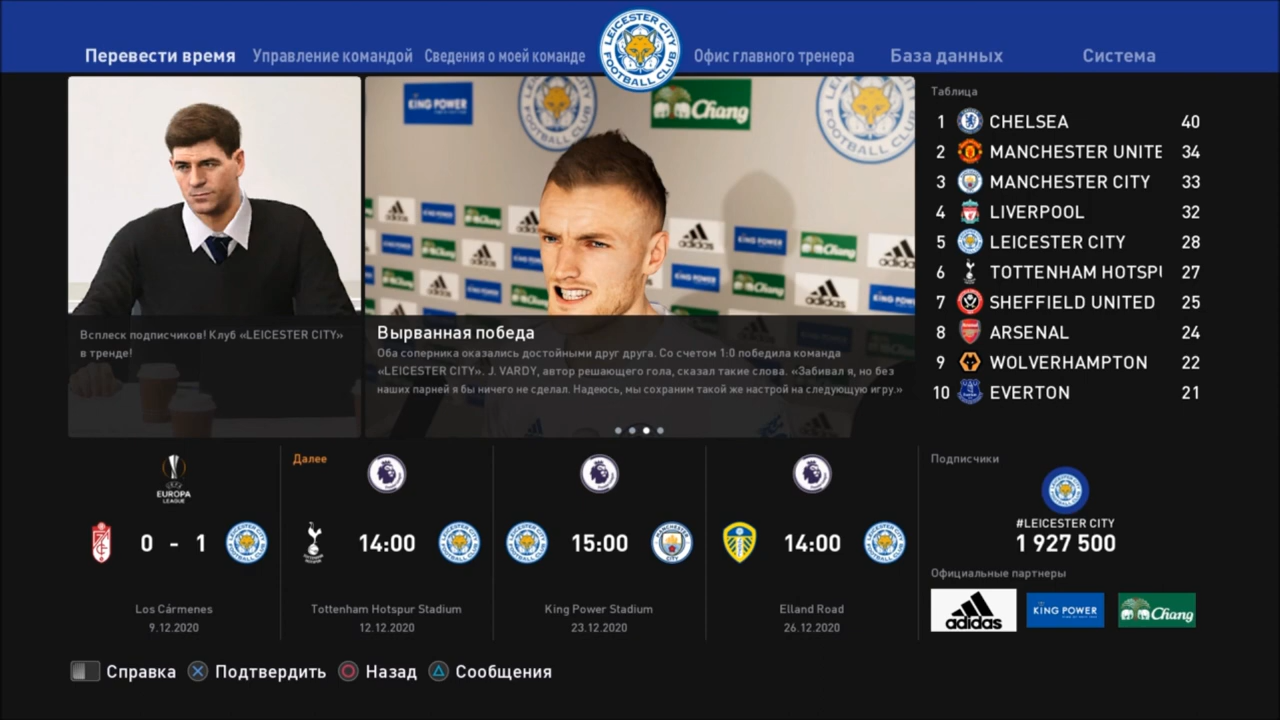 Перевести время
Управление командой
Сведения о моей команде
LEICESTER CITY
FOOTBALL CLUB
Офис главного тренера
База данных
Система
KING POWER
FOOTBALL CLUB
Chang
FOOTBALL CLUB
adidas
KING POWER
Chang
Всплеск подписчиков! Клуб «LEICESTER CITY»
в тренде!
Вырванная победа
Оба соперника оказались достойными друг друга. Со счетом 1:0 победила команда
«LEICESTER CITY». J. VARDY, автор решающего гола, сказал такие слова. «Забивал я, но без
наших парней я бы ничего не сделал. Надеюсь, мы сохраним такой же настрой на следующую игру.»
Таблица
1 CHELSEA 40
2 MANCHESTER UNITE 34
3 MANCHESTER CITY 33
4 LIVERPOOL 32
5 LEICESTER CITY 28
6 TOTTENHAM HOTSPU 27
7 SHEFFIELD UNITED 25
8 ARSENAL 24
9 WOLVERHAMPTON 22
10 EVERTON 21
EUROPA
LEAGUE
0 - 1
Los Cármenes
9.12.2020
Далее
14:00
Tottenham Hotspur Stadium
12.12.2020
15:00
King Power Stadium
23.12.2020
14:00
Elland Road
26.12.2020
Подписчики
#LEICESTER CITY
1 927 500
Официальные партнеры
adidas
KING POWER
Chang
Справка
Подтвердить
Назад
Сообщения